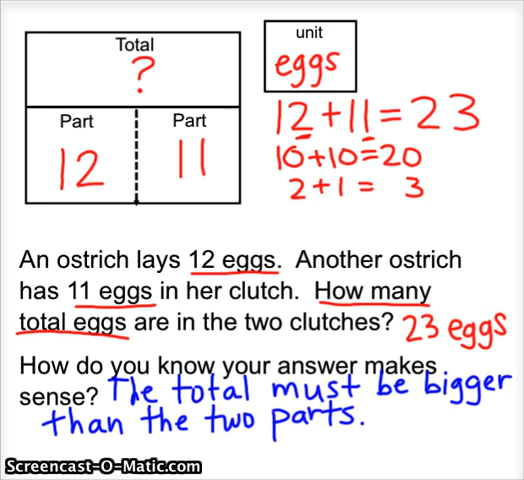 Total
?
Part
Part
12
11
unit
eggs
12+11=23
10+10=20
2+1= 3
An ostrich lays 12 eggs. Another ostrich
has 11 eggs in her clutch. How many
total eggs are in the two clutches? 23 eggs
How do you know your answer makes
sense? The total must be bigger
than the two parts.
Screencast-O-Matic.com